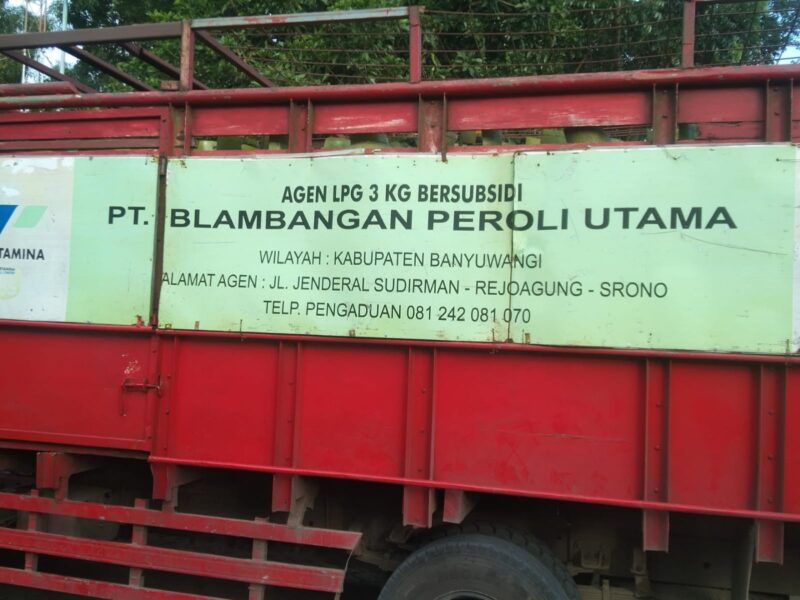 AGEN LPG 3 KG BERSUBSIDI
PT. BLAMBANGAN PEROLI UTAMA
WILAYAH : KABUPATEN BANYUWANGI
ALAMAT AGEN : JL. JENDERAL SUDIRMAN - REJOAGUNG - SRONO
TELP. PENGADUAN 081 242 081 070
TAMINA